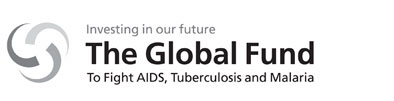 Investing in our future
The Global Fund
To Fight AIDS, Tuberculosis and Malaria